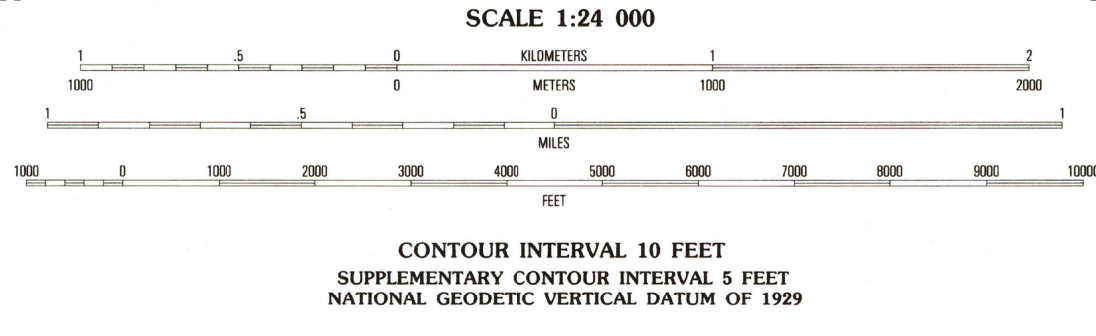 SCALE 1:24 000
1 .5 0 KILOMETERS 1 2
1000 0 METERS 1000 2000
1 .5 0 1
MILES
1000 0 1000 2000 3000 4000 5000 6000 7000 8000 9000 10000
FEET
CONTOUR INTERVAL 10 FEET
SUPPLEMENTARY CONTOUR INTERVAL 5 FEET
NATIONAL GEODETIC VERTICAL DATUM OF 1929